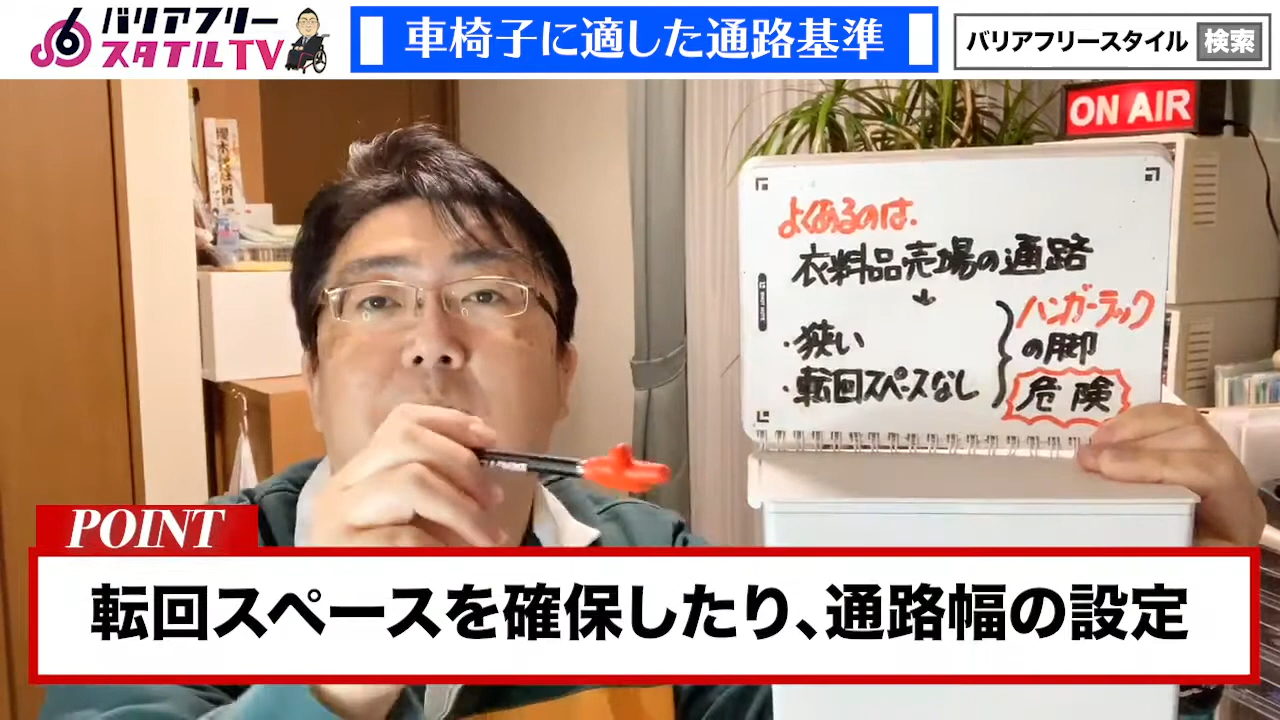 バリアフリー
スタイルTV
車椅子に適した通路基準
バリアフリースタイル 検索
ON AIR
よくあるのは、
衣料品売場の通路
・狭い
・転回スペースなし
ハンガーラック
の脚
危険
POINT
転回スペースを確保したり、通路幅の設定